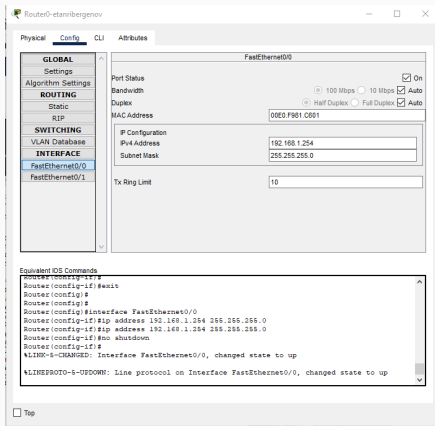 Router0-etanribergenov
Physical Config CLI Attributes
GLOBAL
Settings
Algorithm Settings
ROUTING
Static
RIP
SWITCHING
VLAN Database
INTERFACE
FastEthernet0/0
FastEthernet0/1
FastEthernet0/0
Port Status On
Bandwidth 100 Mbps 10 Mbps Auto
Duplex Half Duplex Full Duplex Auto
MAC Address 00E0.F981.C601
IP Configuration
IPv4 Address 192.168.1.254
Subnet Mask 255.255.255.0
Tx Ring Limit 10
Equivalent IOS Commands
Router(config-if)#
Router(config-if)#exit
Router(config)#
Router(config)#
Router(config)#interface FastEthernet0/0
Router(config-if)#ip address 192.168.1.254 255.255.255.0
Router(config-if)#ip address 192.168.1.254 255.255.255.0
Router(config-if)#no shutdown
Router(config-if)#
%LINK-5-CHANGED: Interface FastEthernet0/0, changed state to up
%LINEPROTO-5-UPDOWN: Line protocol on Interface FastEthernet0/0, changed state to up
Top